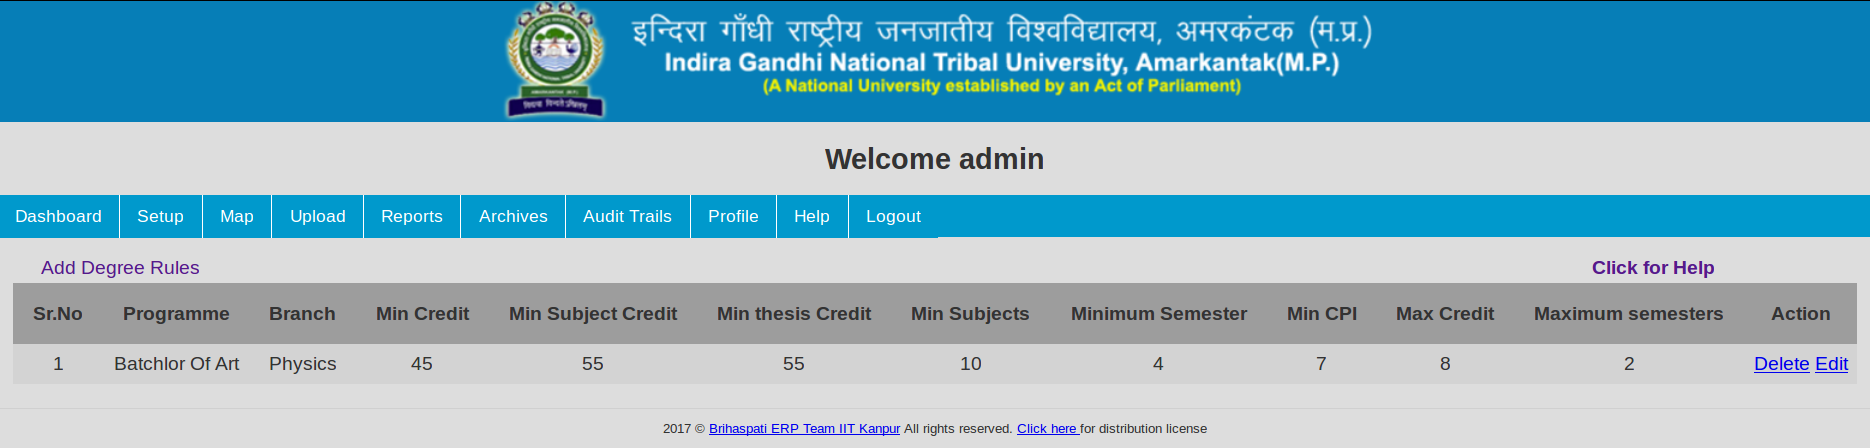 इन्दिरा गाँधी राष्ट्रीय जनजातीय विश्वविद्यालय, अमरकंटक (म.प्र.)
Indira Gandhi National Tribal University, Amarkantak(M.P.)
(A National University established by an Act of Parliament)
Welcome admin
Dashboard Setup Map Upload Reports Archives Audit Trails Profile Help Logout
Add Degree Rules Click for Help
Sr.No Programme Branch Min Credit Min Subject Credit Min thesis Credit Min Subjects Minimum Semester Min CPI Max Credit Maximum semesters Action
1 Batchlor Of Art Physics 45 55 55 10 4 7 8 2 Delete Edit
2017 © Brihaspati ERP Team IIT Kanpur All rights reserved. Click here for distribution license